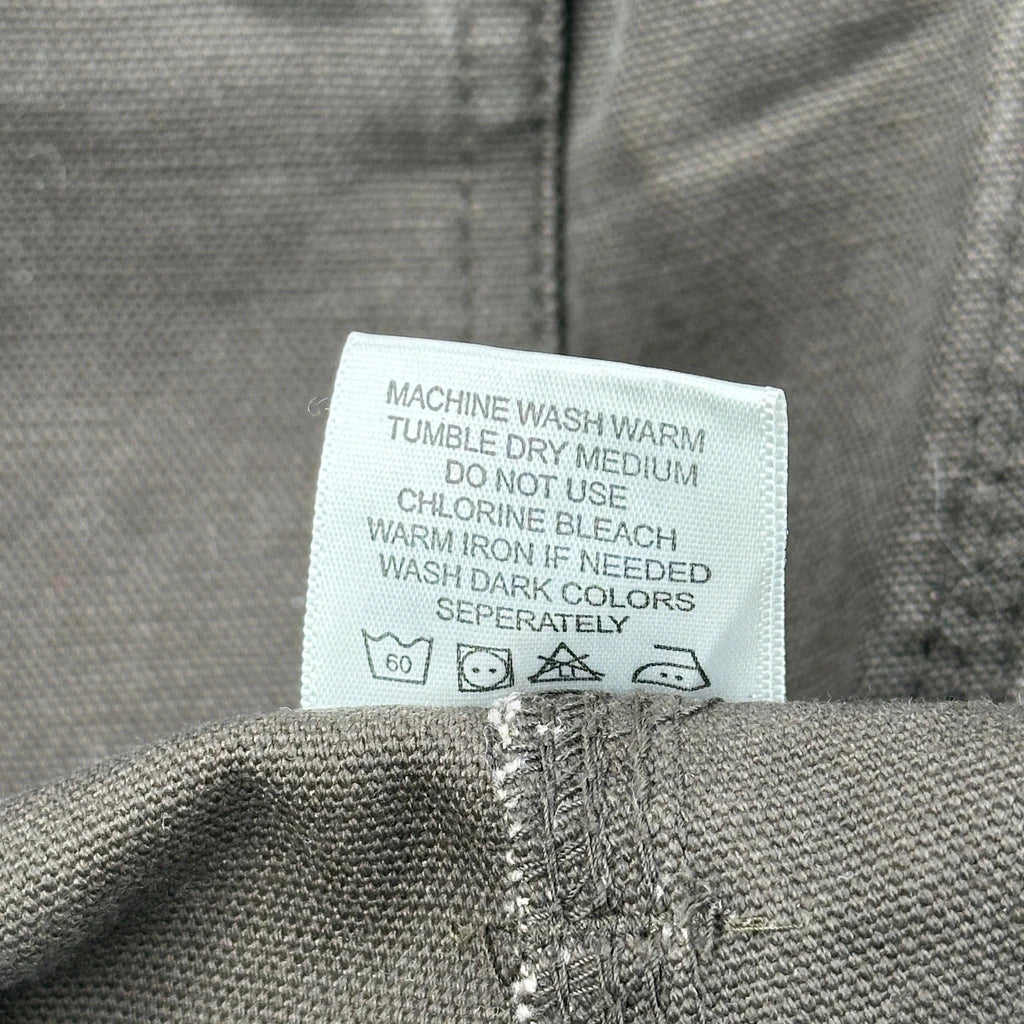 MACHINE WASH WARM
TUMBLE DRY MEDIUM
DO NOT USE
CHLORINE BLEACH
WARM IRON IF NEEDED
WASH DARK COLORS
SEPERATELY
60